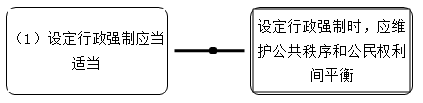 （1）设定行政强制应当
适当
设定行政强制时，应维
护公共秩序和公民权利
间平衡